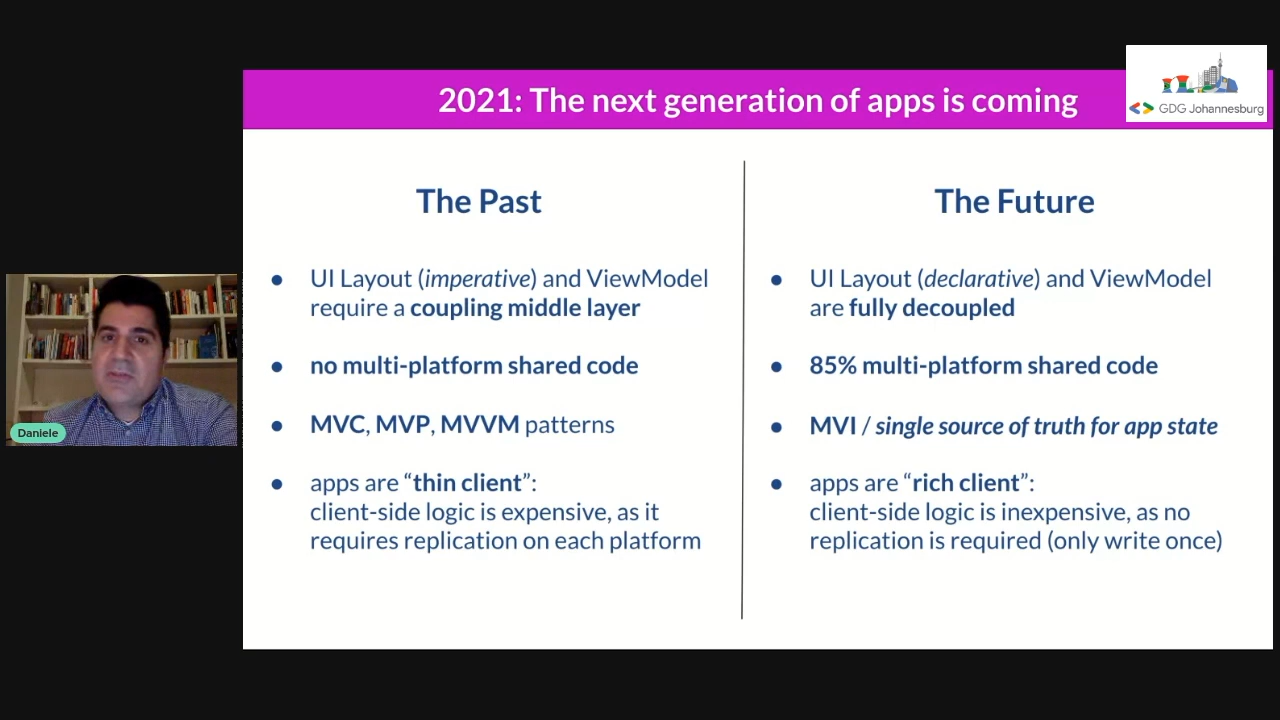 2021: The next generation of apps is coming
GDG Johannesburg
The Past
● UI Layout (imperative) and ViewModel
require a coupling middle layer
● no multi-platform shared code
● MVC, MVP, MVVM patterns
● apps are “thin client”:
client-side logic is expensive, as it
requires replication on each platform
The Future
● UI Layout (declarative) and ViewModel
are fully decoupled
● 85% multi-platform shared code
● MVI / single source of truth for app state
● apps are “rich client”:
client-side logic is inexpensive, as no
replication is required (only write once)
Daniele